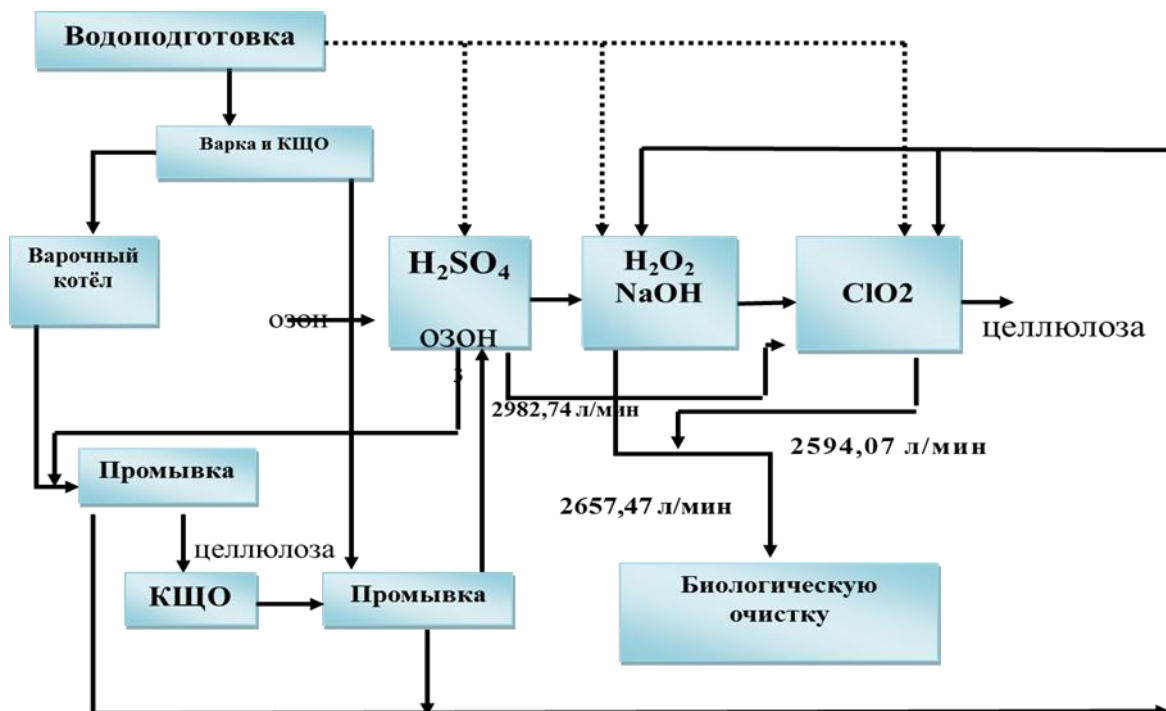 Водоподготовка
Варка и КЩО
Варочный
котёл
H₂SO₄
ОЗОН
3
H₂O₂
NaOH
ClO2
озон
целлюлоза
2982,74 л/мин
2594,07 л/мин
Промывка
2657,47 л/мин
целлюлоза
КЩО
Промывка
Биологическую
очистку